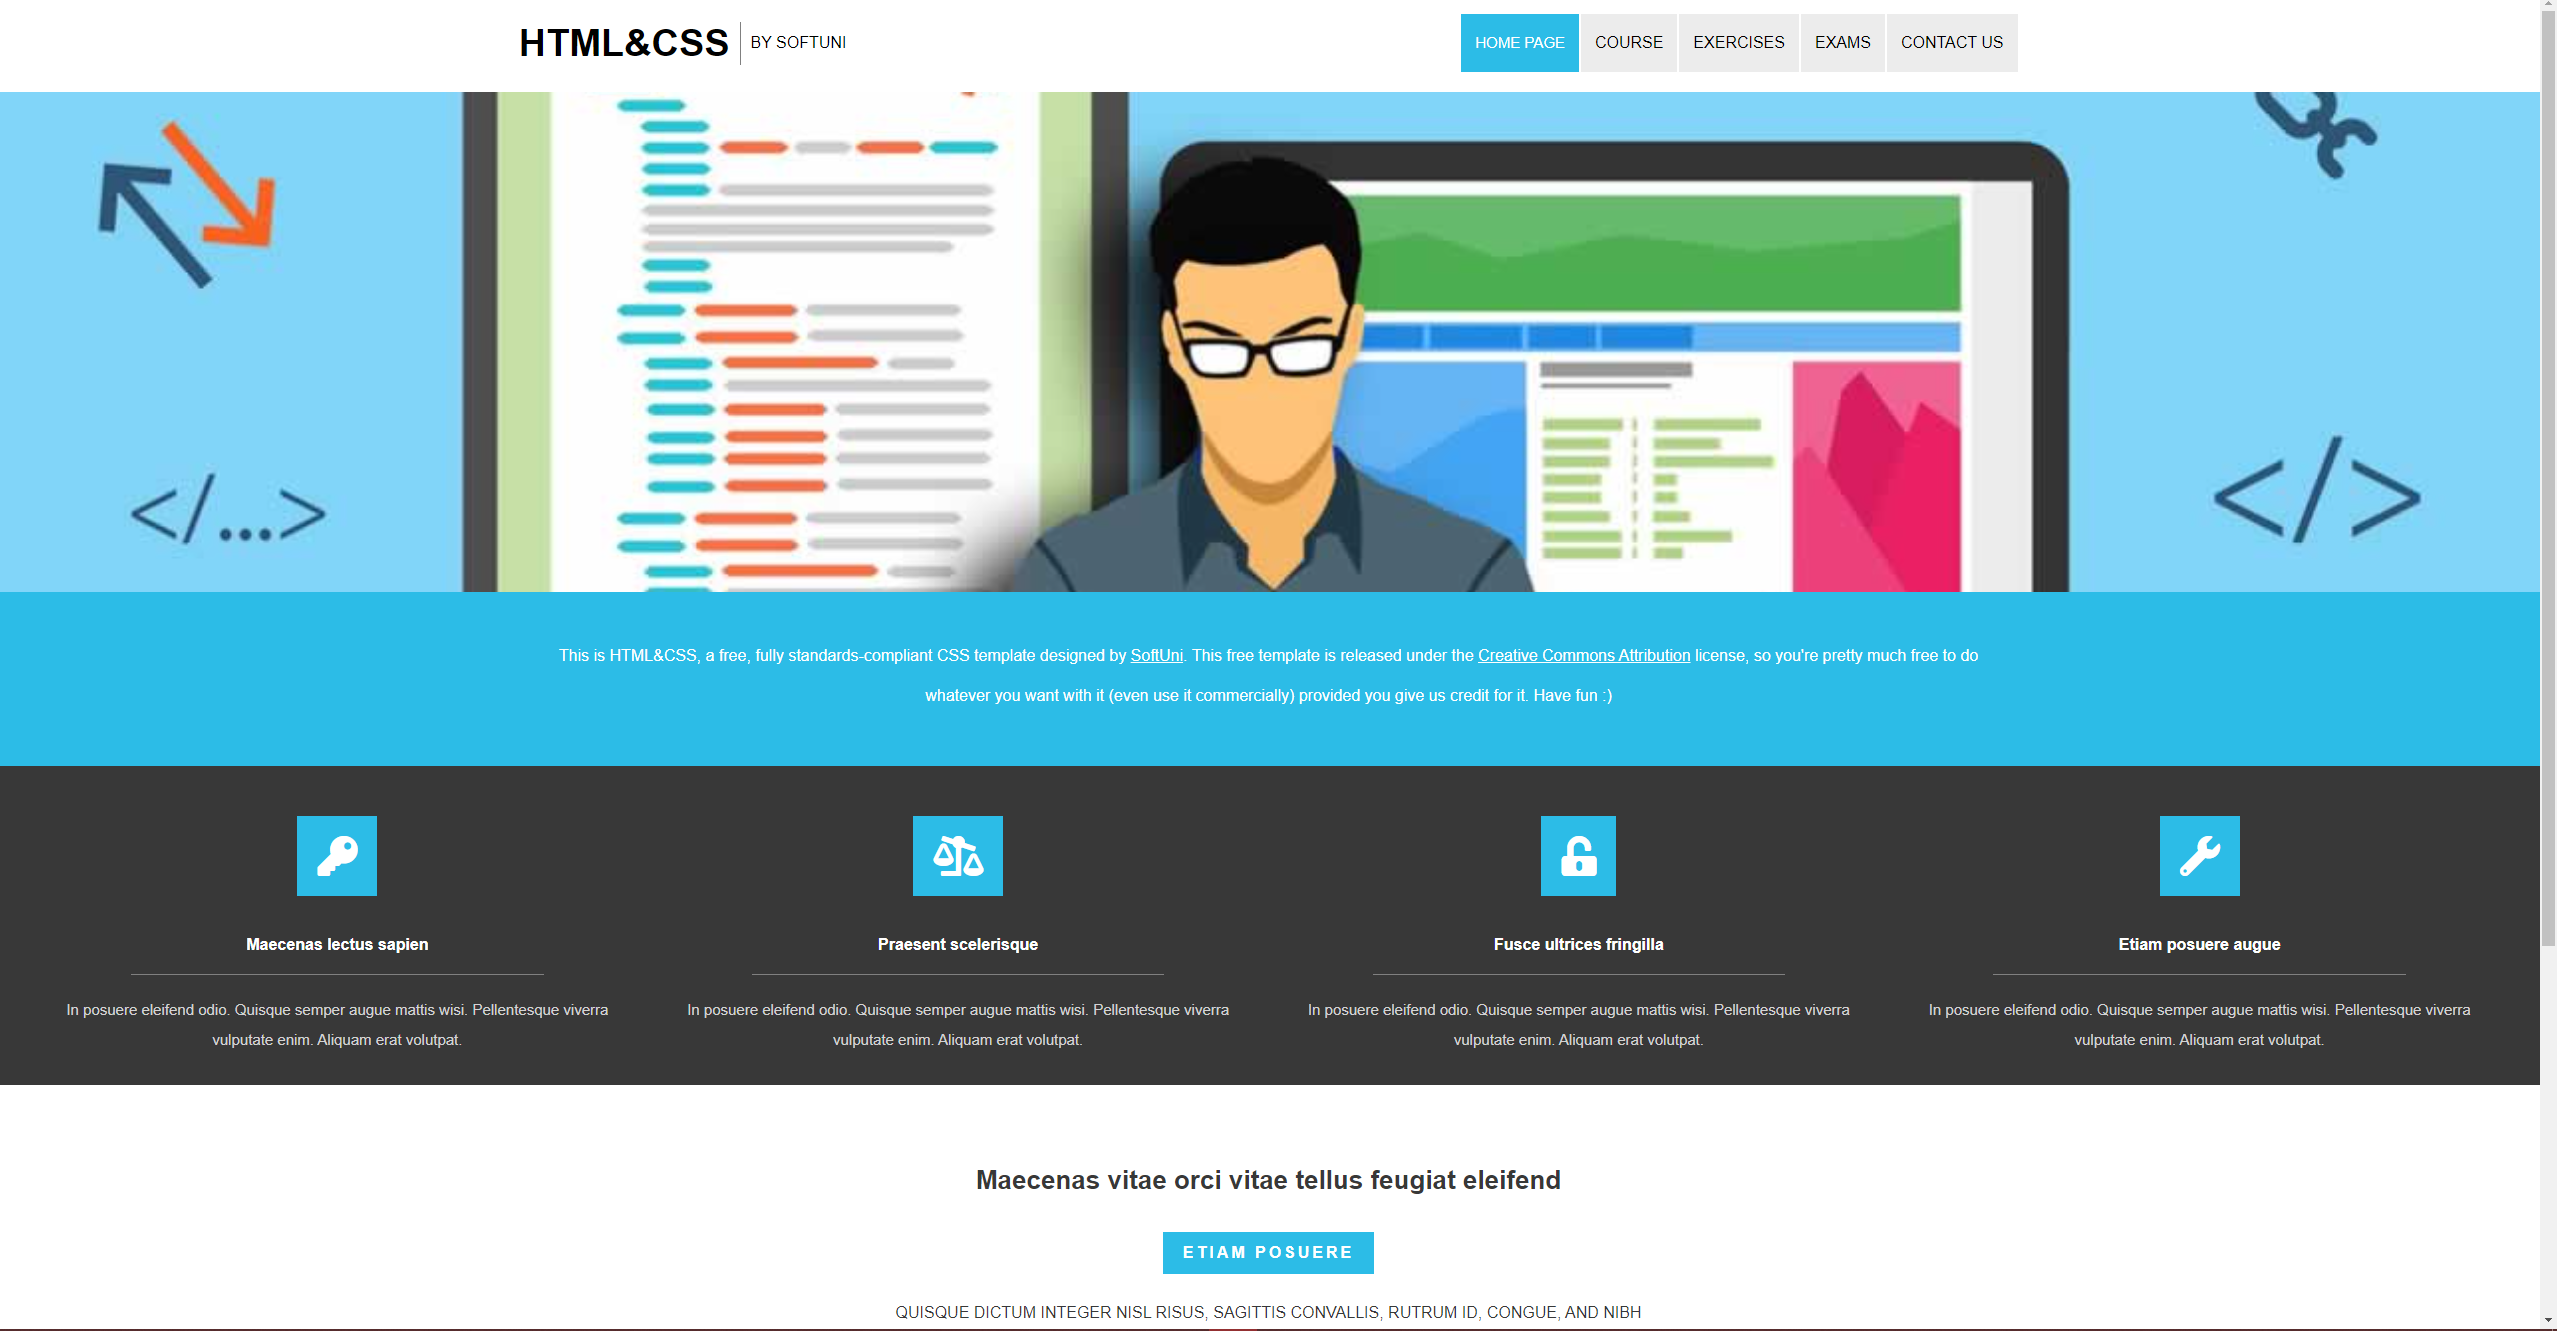 HTML&CSS BY SOFTUNI
HOME PAGE COURSE EXERCISES EXAMS CONTACT US
</...> </>
This is HTML&CSS, a free, fully standards-compliant CSS template designed by SoftUni. This free template is released under the Creative Commons Attribution license, so you're pretty much free to do
whatever you want with it (even use it commercially) provided you give us credit for it. Have fun :)
Maecenas lectus sapien
In posuere eleifend odio. Quisque semper augue mattis wisi. Pellentesque viverra
vulputate enim. Aliquam erat volutpat.
Praesent scelerisque
In posuere eleifend odio. Quisque semper augue mattis wisi. Pellentesque viverra
vulputate enim. Aliquam erat volutpat.
Fusce ultrices fringilla
In posuere eleifend odio. Quisque semper augue mattis wisi. Pellentesque viverra
vulputate enim. Aliquam erat volutpat.
Etiam posuere augue
In posuere eleifend odio. Quisque semper augue mattis wisi. Pellentesque viverra
vulputate enim. Aliquam erat volutpat.
Maecenas vitae orci vitae tellus feugiat eleifend
ETIAM POSUERE
QUISQUE DICTUM INTEGER NISL RISUS, SAGITTIS CONVALLIS, RUTRUM ID, CONGUE, AND NIBH